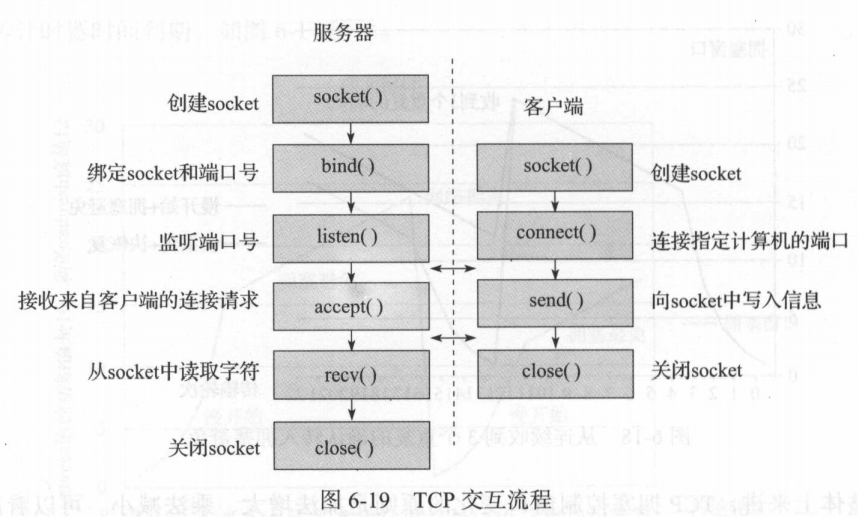 服务器
创建socket
socket( )
客户端
绑定socket和端口号
bind( )
socket( )
创建socket
监听端口号
listen( )
connect( )
连接指定计算机的端口
接收来自客户端的连接请求
accept( )
send( )
向socket中写入信息
从socket中读取字符
recv( )
close( )
关闭socket
关闭socket
close( )
图 6-19 TCP 交互流程